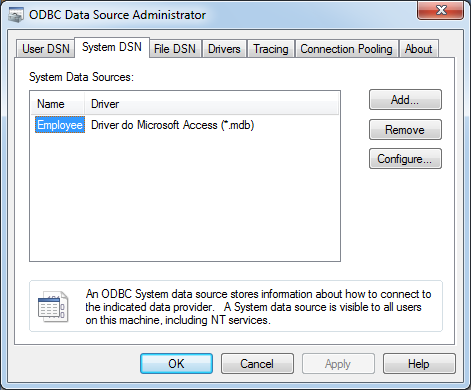 ODBC Data Source Administrator
User DSN System DSN File DSN Drivers Tracing Connection Pooling About
System Data Sources:
Name Driver
Employee Driver do Microsoft Access (*.mdb)
Add...
Remove
Configure...
An ODBC System data source stores information about how to connect to
the indicated data provider. A System data source is visible to all users
on this machine, including NT services.
OK Cancel Apply Help